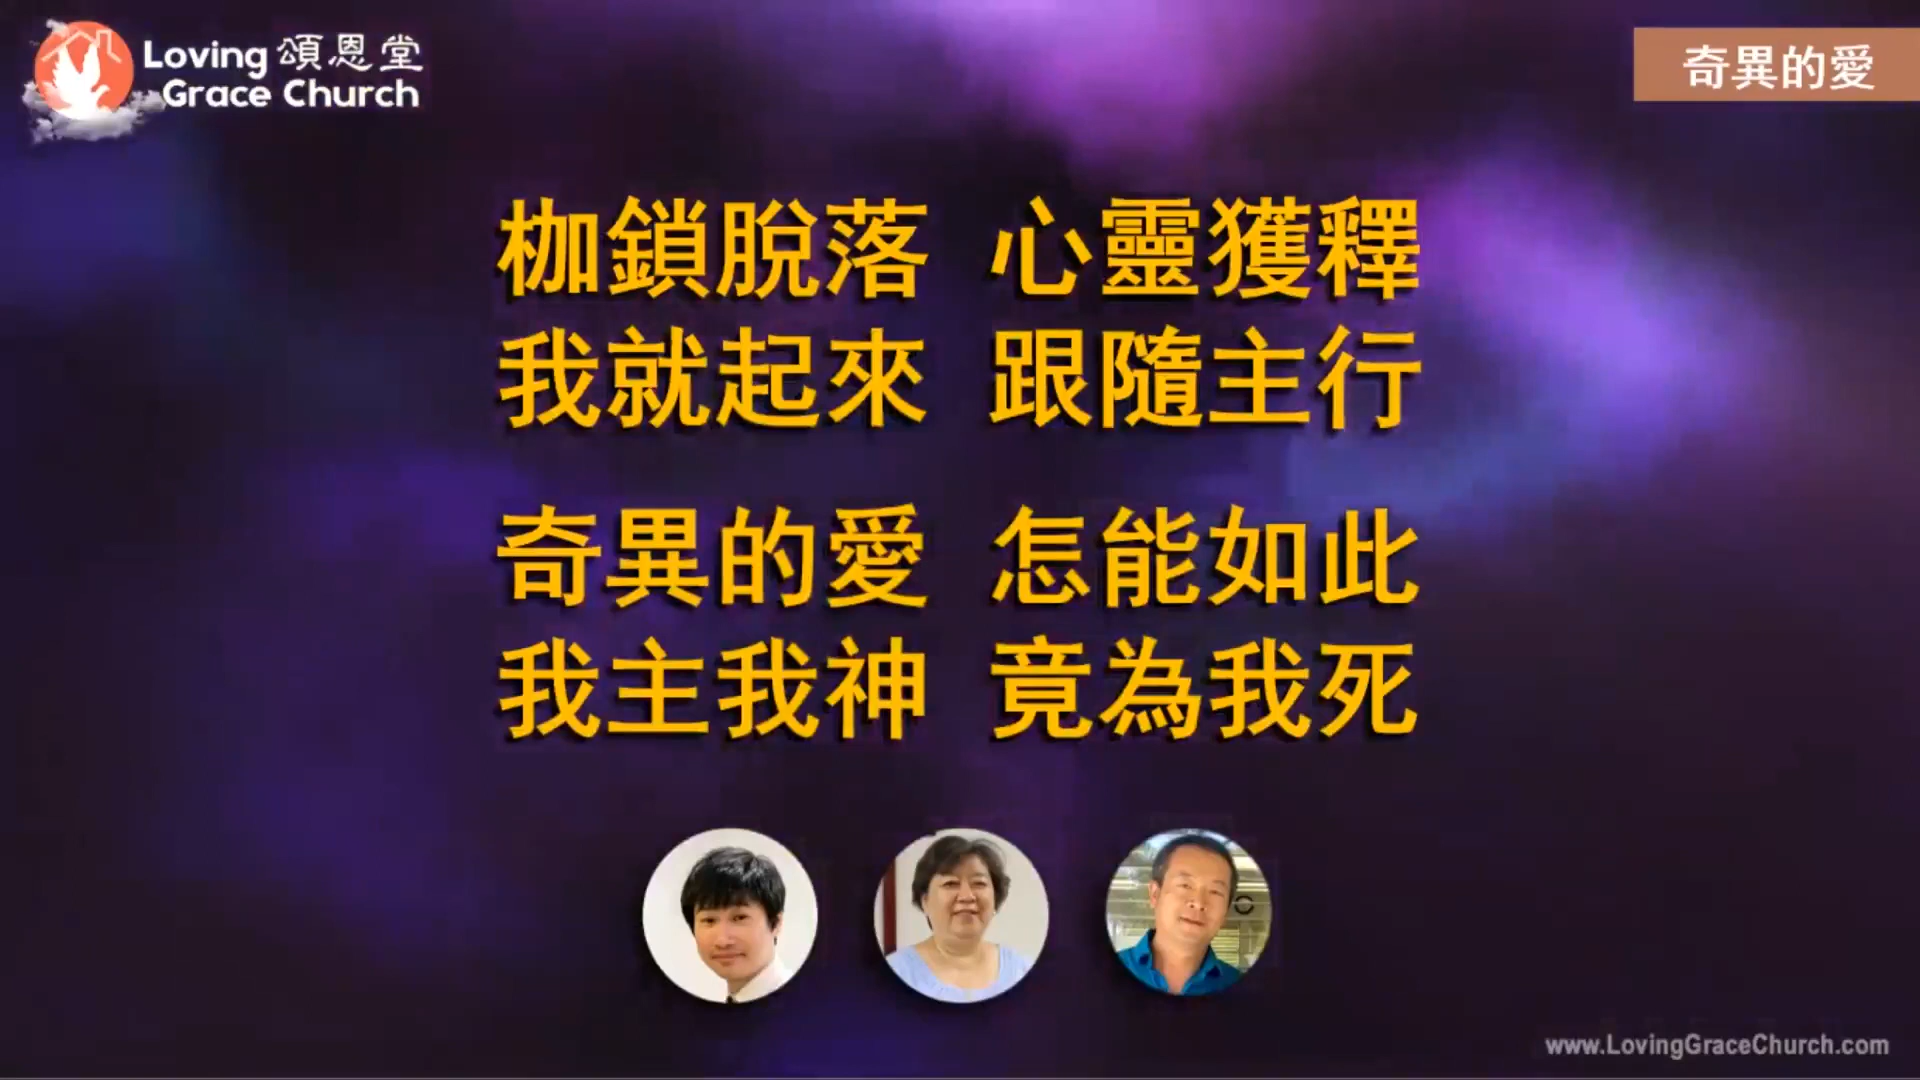 Loving 頌恩堂
Grace Church
奇異的愛
枷鎖脫落 心靈獲釋
我就起來 跟隨主行
奇異的愛 怎能如此
我主我神 竟為我死
www.LovingGraceChurch.com